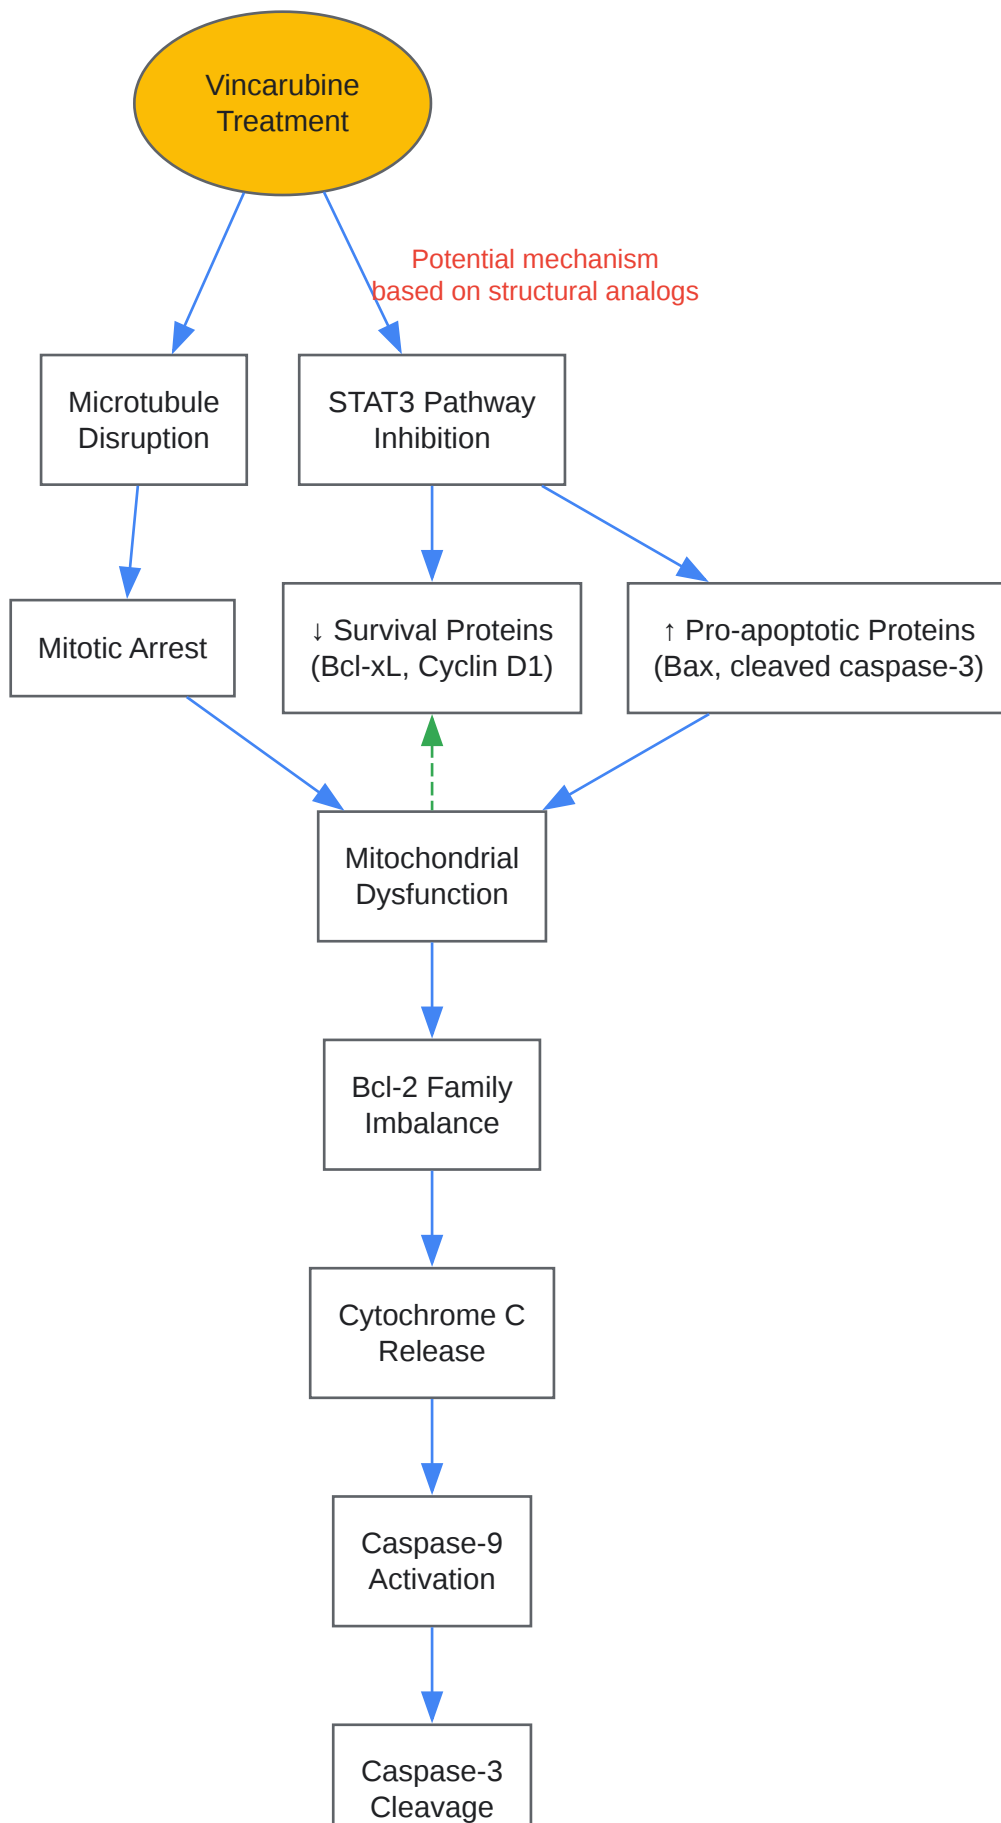 Vincarubine
Treatment
Potential mechanism
based on structural analogs
Microtubule
Disruption
STAT3 Pathway
Inhibition
Mitotic Arrest
↓ Survival Proteins
(Bcl-xL, Cyclin D1)
↑ Pro-apoptotic Proteins
(Bax, cleaved caspase-3)
Mitochondrial
Dysfunction
Bcl-2 Family
Imbalance
Cytochrome C
Release
Caspase-9
Activation
Caspase-3
Cleavage